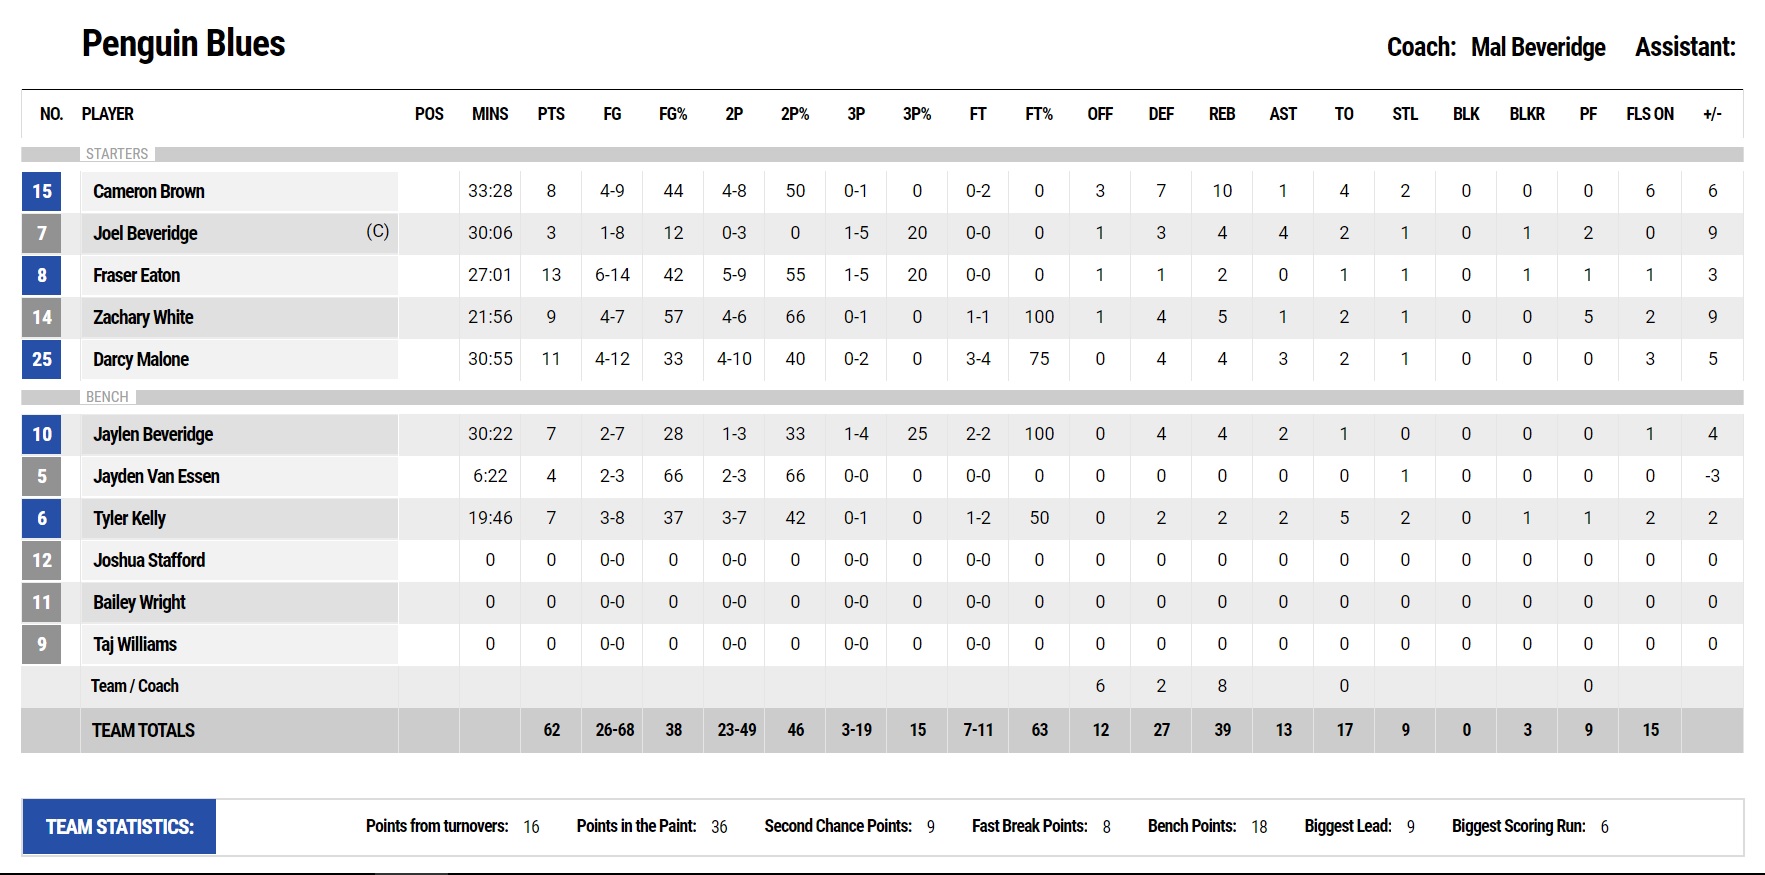 Penguin Blues Coach: Mal Beveridge Assistant:
NO. PLAYER POS MINS PTS FG FG% 2P 2P% 3P 3P% FT FT% OFF DEF REB AST TO STL BLK BLKR PF FLS ON +/-
STARTERS
15 Cameron Brown 33:28 8 4-9 44 4-8 50 0-1 0 0-2 0 3 7 10 1 4 2 0 0 0 6 6
7 Joel Beveridge (C) 30:06 3 1-8 12 0-3 0 1-5 20 0-0 0 1 3 4 4 2 1 0 1 2 0 9
8 Fraser Eaton 27:01 13 6-14 42 5-9 55 1-5 20 0-0 0 1 1 2 0 1 1 0 1 1 1 3
14 Zachary White 21:56 9 4-7 57 4-6 66 0-1 0 1-1 100 1 4 5 1 2 1 0 0 5 2 9
25 Darcy Malone 30:55 11 4-12 33 4-10 40 0-2 0 3-4 75 0 4 4 3 2 1 0 0 0 3 5
BENCH
10 Jaylen Beveridge 30:22 7 2-7 28 1-3 33 1-4 25 2-2 100 0 4 4 2 1 0 0 0 0 1 4
5 Jayden Van Essen 6:22 4 2-3 66 2-3 66 0-0 0 0-0 0 0 0 0 0 0 1 0 0 0 0 -3
6 Tyler Kelly 19:46 7 3-8 37 3-7 42 0-1 0 1-2 50 0 2 2 2 5 2 0 1 1 2 2
12 Joshua Stafford 0 0 0-0 0 0-0 0 0-0 0 0-0 0 0 0 0 0 0 0 0 0 0 0 0
11 Bailey Wright 0 0 0-0 0 0-0 0 0-0 0 0-0 0 0 0 0 0 0 0 0 0 0 0 0
9 Taj Williams 0 0 0-0 0 0-0 0 0-0 0 0-0 0 0 0 0 0 0 0 0 0 0 0 0
Team / Coach 6 2 8 0 0
TEAM TOTALS 62 26-68 38 23-49 46 3-19 15 7-11 63 12 27 39 13 17 9 0 3 9 15
TEAM STATISTICS: Points from turnovers: 16 Points in the Paint: 36 Second Chance Points: 9 Fast Break Points: 8 Bench Points: 18 Biggest Lead: 9 Biggest Scoring Run: 6